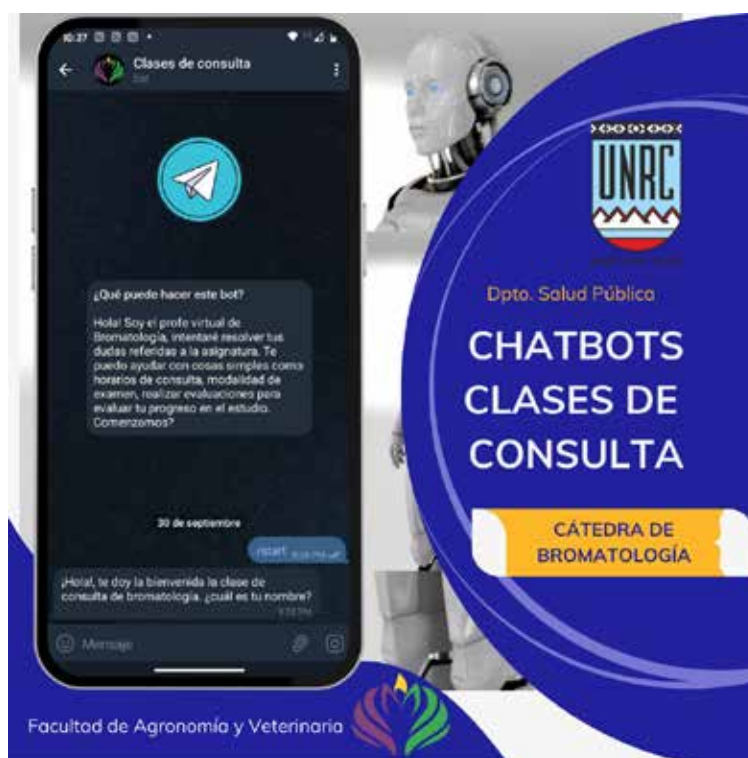 10:37
Clases de consulta
bot
¿Qué puede hacer este bot?
Hola! Soy el profe virtual de
Bromatología, intentaré resolver tus
dudas referidas a la asignatura. Te
puedo ayudar con cosas simples como
horarios de consulta, modalidad de
examen, realizar evaluaciones para
evaluar tu progreso en el estudio.
Comenzamos?
30 de septiembre
/start
¡Hola!, te doy la bienvenida la clase de
consulta de bromatología. ¿cuál es tu nombre?
Mensaje
UNRC
Dpto. Salud Pública
CHATBOTS
CLASES DE
CONSULTA
CÁTEDRA DE
BROMATOLOGÍA
Facultad de Agronomía y Veterinaria